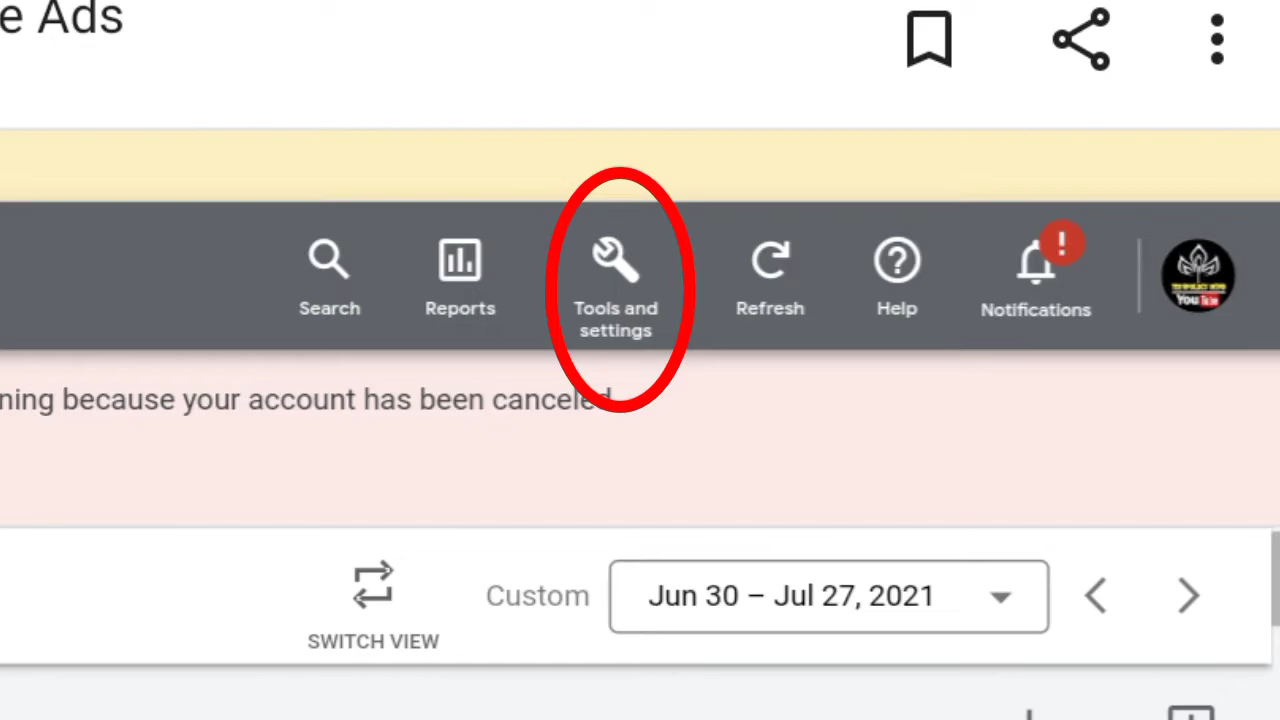 e Ads
Search
Reports
Tools and
settings
Refresh
Help
!
Notifications
YouTube
ning because your account has been canceled
SWITCH VIEW
Custom
Jun 30 – Jul 27, 2021